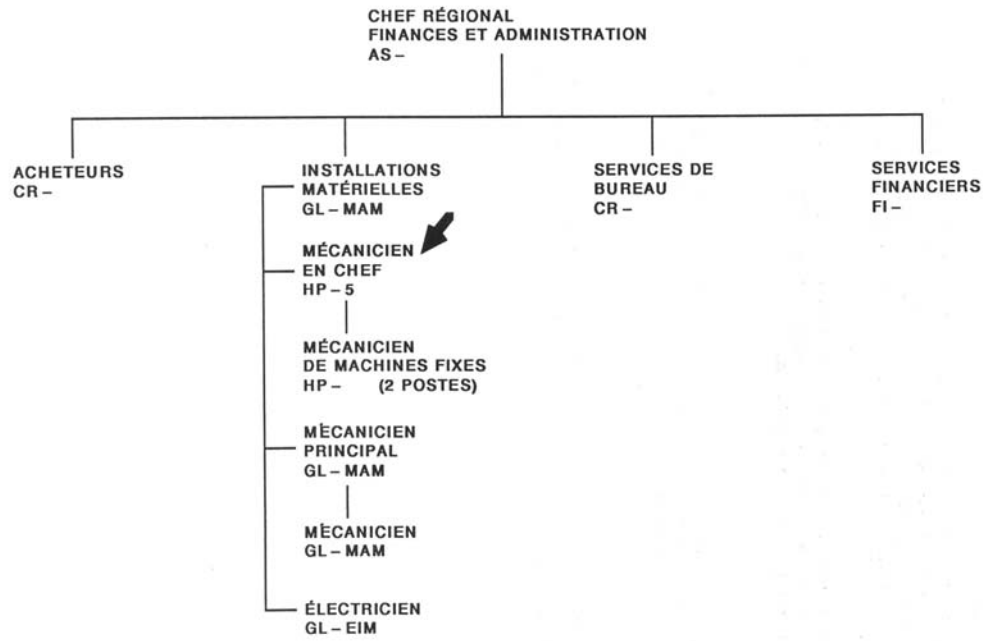 CHEF RÉGIONAL
FINANCES ET ADMINISTRATION
AS –
ACHETEURS
CR –
INSTALLATIONS
MATÉRIELLES
GL – MAM
SERVICES DE
BUREAU
CR –
SERVICES
FINANCIERS
FI –
MÉCANICIEN
EN CHEF
HP – 5
MÉCANICIEN
DE MACHINES FIXES
HP – (2 POSTES)
MÉCANICIEN
PRINCIPAL
GL – MAM
MÉCANICIEN
GL – MAM
ÉLECTRICIEN
GL – EIM